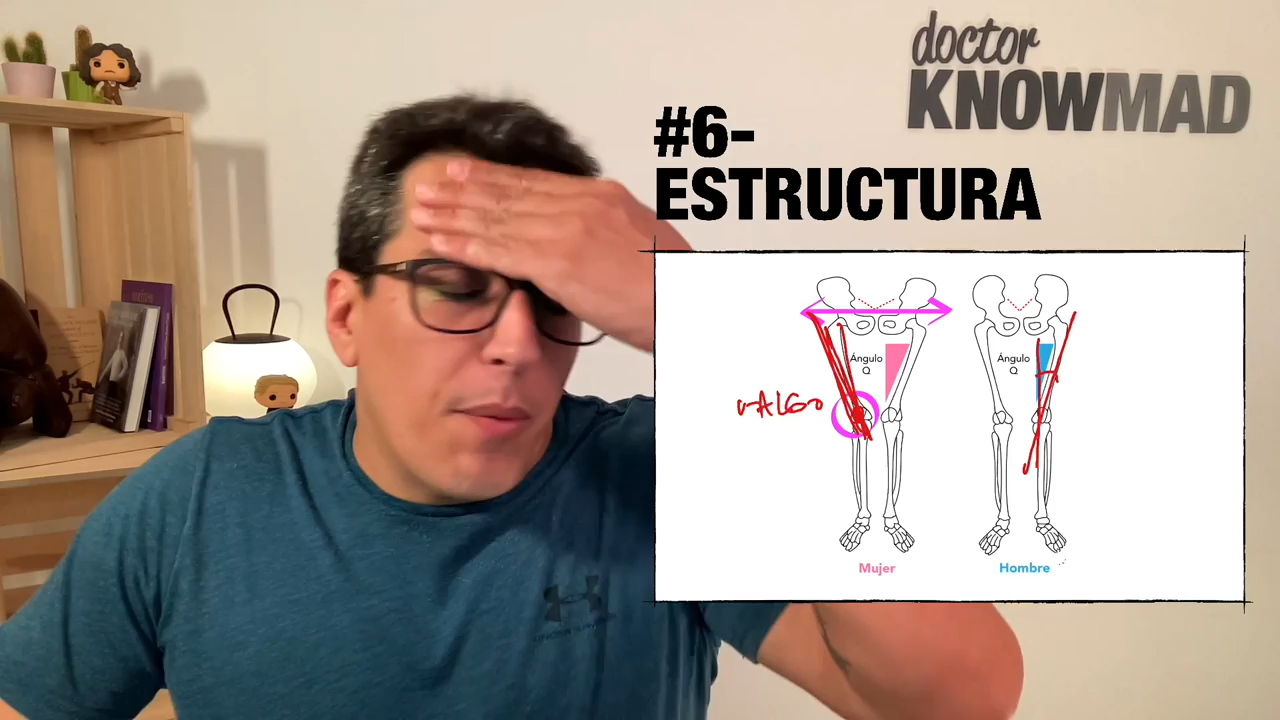 doctor
KNOWMAD
#6-
ESTRUCTURA
Ángulo
Q
Ángulo
Q
VALGO
Mujer
Hombre